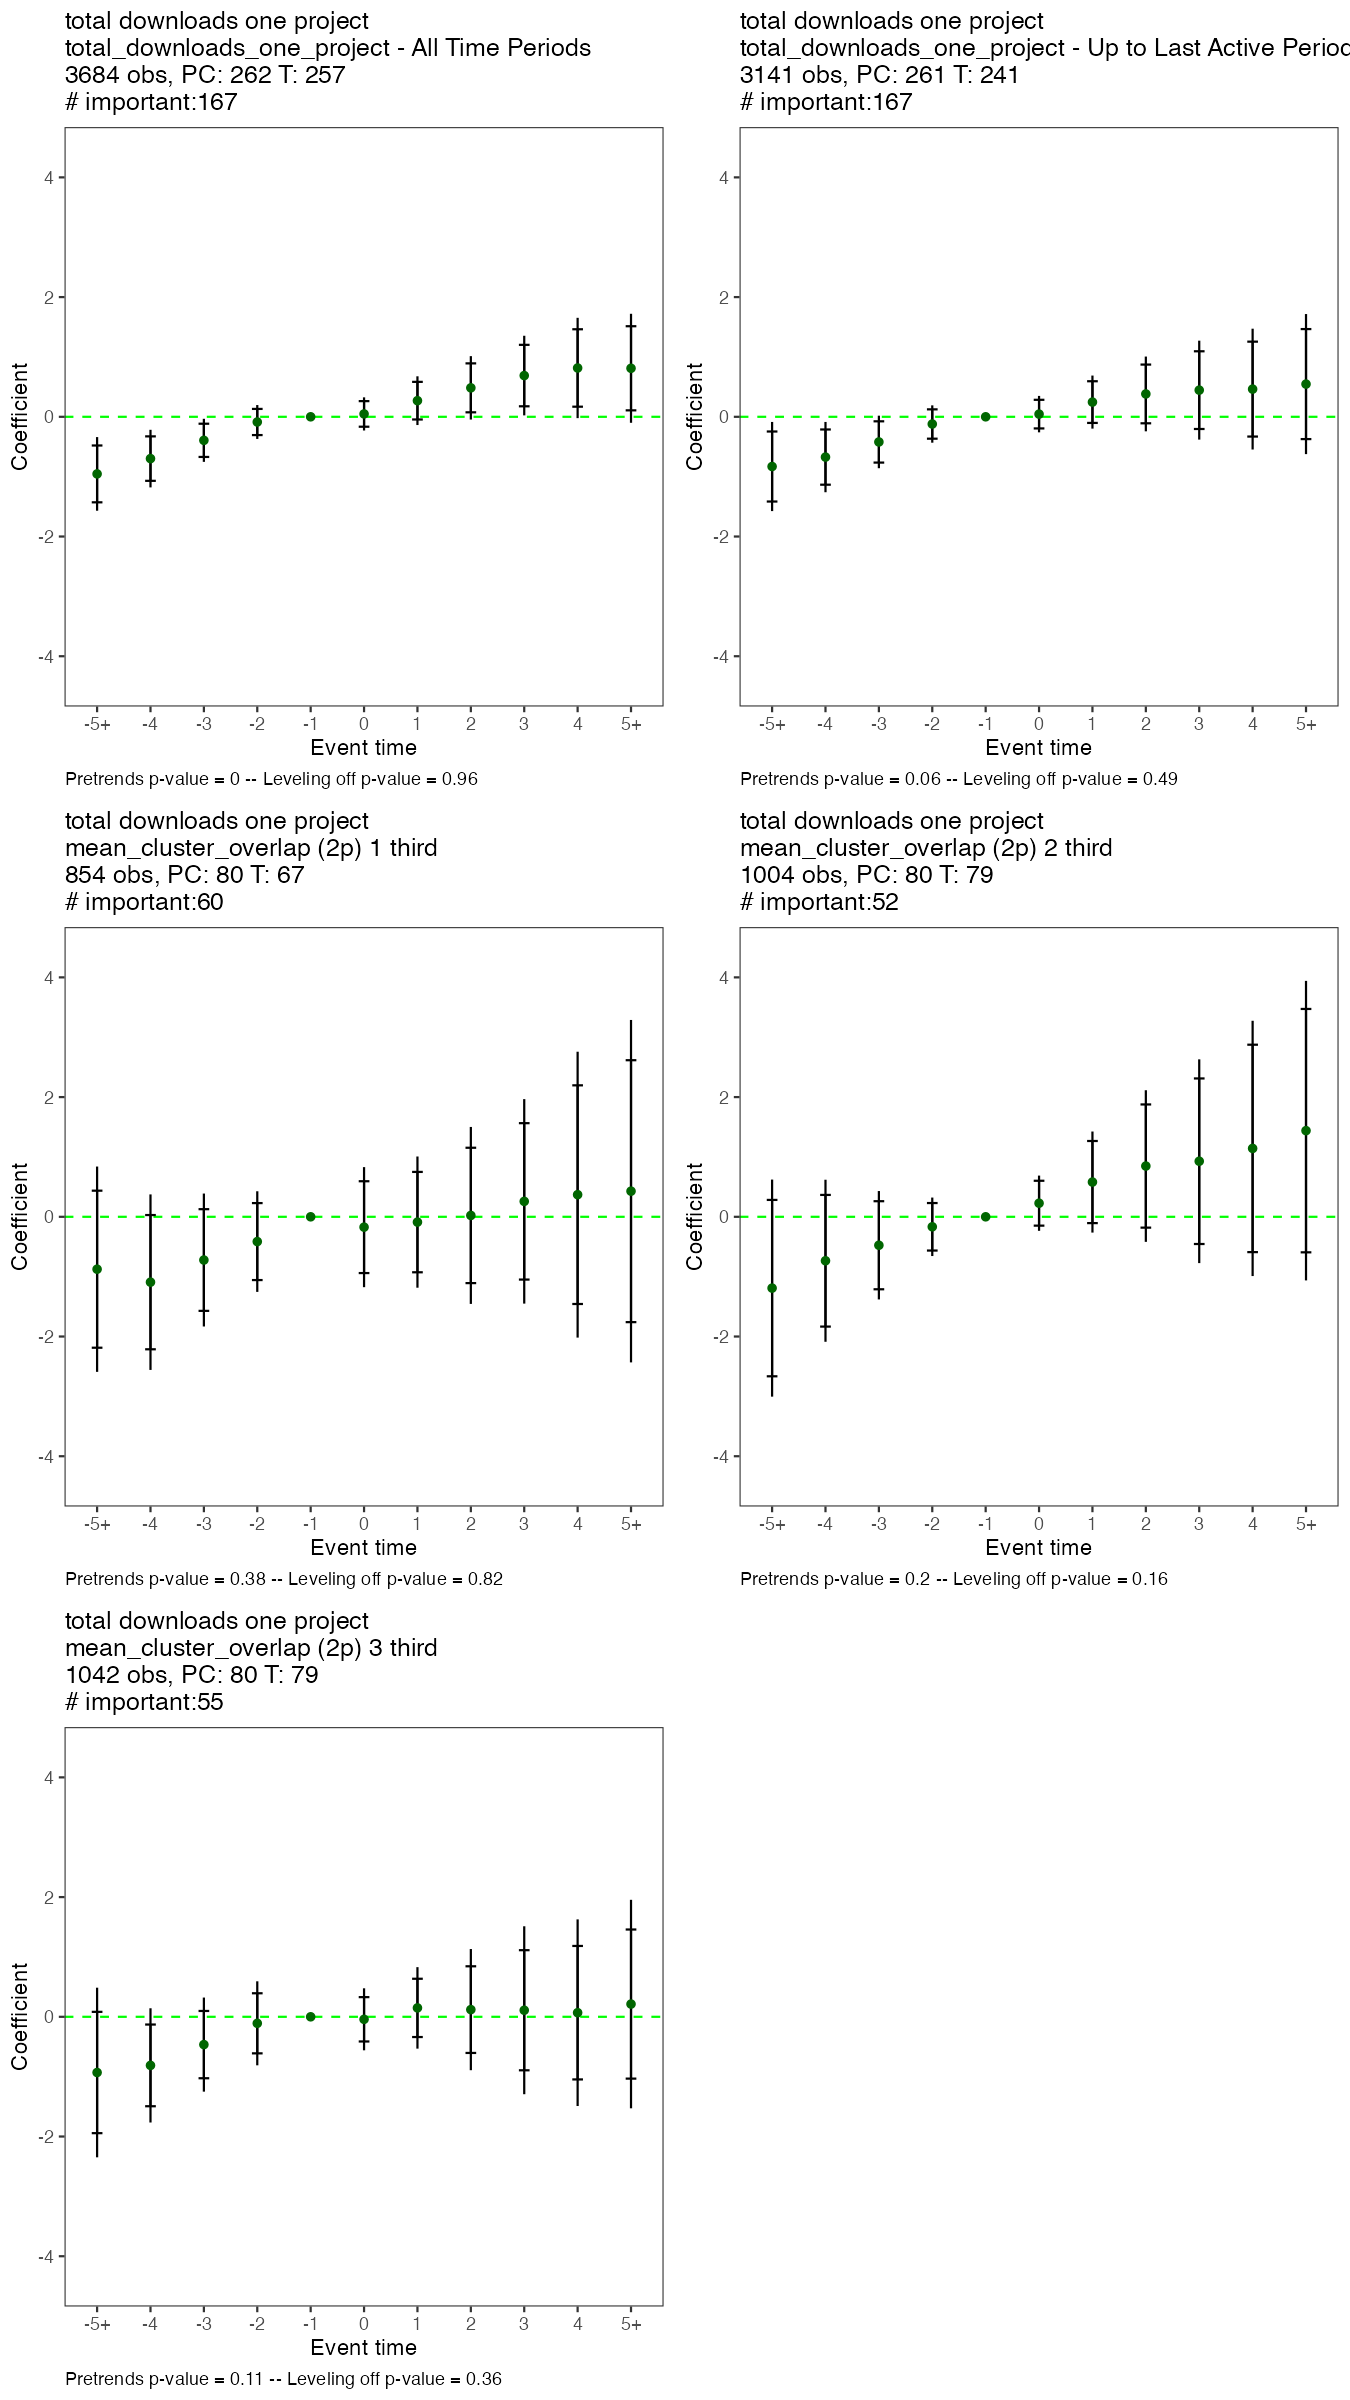 total downloads one project
total_downloads_one_project - All Time Periods
3684 obs, PC: 262 T: 257
# important:167
4
2
0
-2
-4
Coefficient
-5+ -4 -3 -2 -1 0 1 2 3 4 5+
Event time
Pretrends p-value = 0 -- Leveling off p-value = 0.96
total downloads one project
total_downloads_one_project - Up to Last Active Period
3141 obs, PC: 261 T: 241
# important:167
4
2
0
-2
-4
Coefficient
-5+ -4 -3 -2 -1 0 1 2 3 4 5+
Event time
Pretrends p-value = 0.06 -- Leveling off p-value = 0.49
total downloads one project
mean_cluster_overlap (2p) 1 third
854 obs, PC: 80 T: 67
# important:60
4
2
0
-2
-4
Coefficient
-5+ -4 -3 -2 -1 0 1 2 3 4 5+
Event time
Pretrends p-value = 0.38 -- Leveling off p-value = 0.82
total downloads one project
mean_cluster_overlap (2p) 2 third
1004 obs, PC: 80 T: 79
# important:52
4
2
0
-2
-4
Coefficient
-5+ -4 -3 -2 -1 0 1 2 3 4 5+
Event time
Pretrends p-value = 0.2 -- Leveling off p-value = 0.16
total downloads one project
mean_cluster_overlap (2p) 3 third
1042 obs, PC: 80 T: 79
# important:55
4
2
0
-2
-4
Coefficient
-5+ -4 -3 -2 -1 0 1 2 3 4 5+
Event time
Pretrends p-value = 0.11 -- Leveling off p-value = 0.36